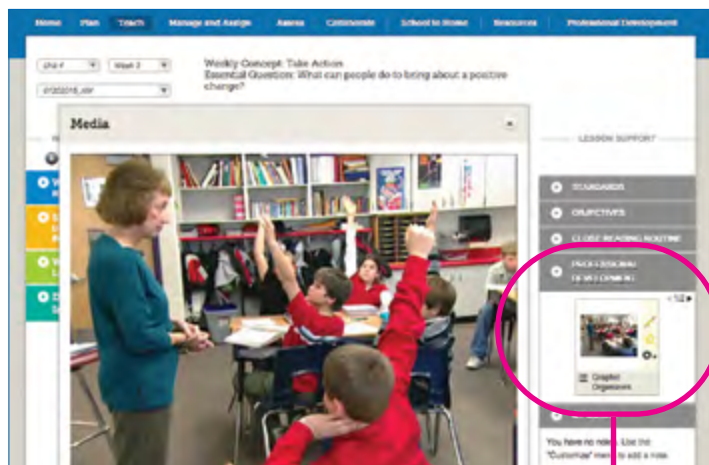 Home Plan Teach Manage and Assign Assess Collaborate School to Home Resources Professional Development
Unit 4 Week 3
Weekly Concept: Take Action
Essential Question: What can people do to bring about a positive
change?
Media
LESSON SUPPORT
STANDARDS
OBJECTIVES
CLOSE READING ROUTINE
PROFESSIONAL
DEVELOPMENT
1/2
Graphic
Organizers
You have no notes. Use the
"Customize" menu to add a note.